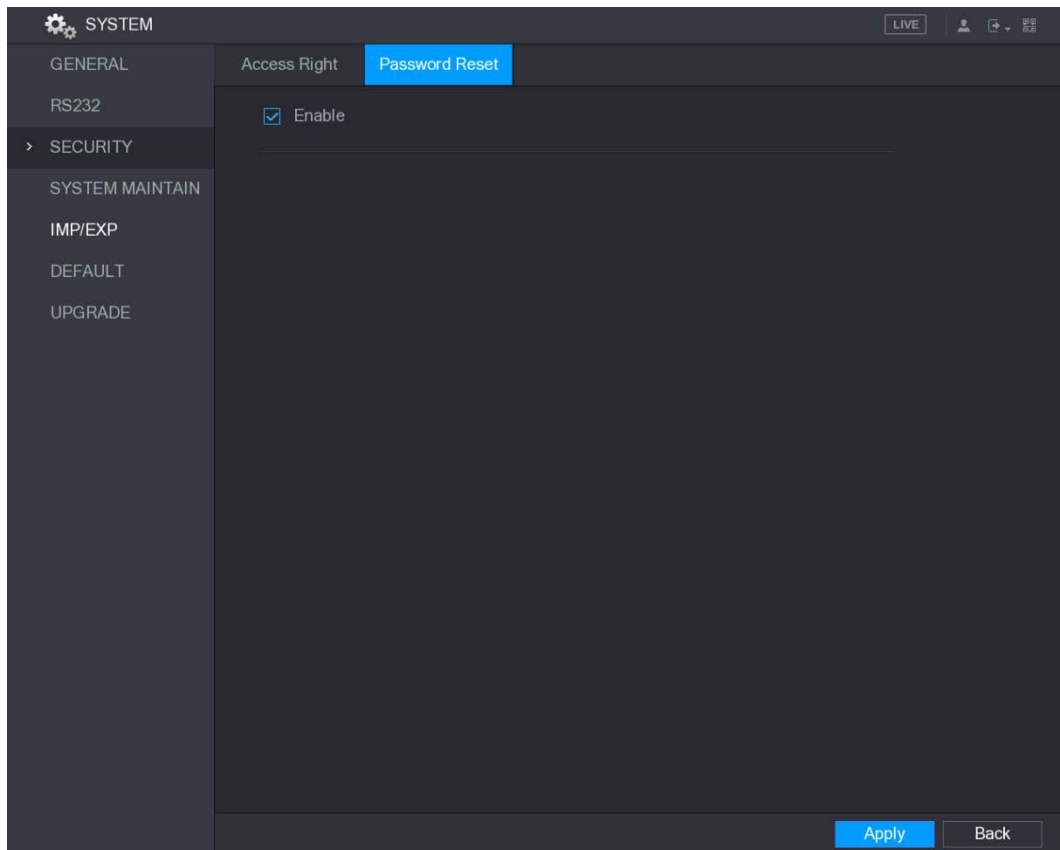 SYSTEM
LIVE
GENERAL
RS232
> SECURITY
SYSTEM MAINTAIN
IMP/EXP
DEFAULT
UPGRADE
Access Right Password Reset
Enable
Apply Back